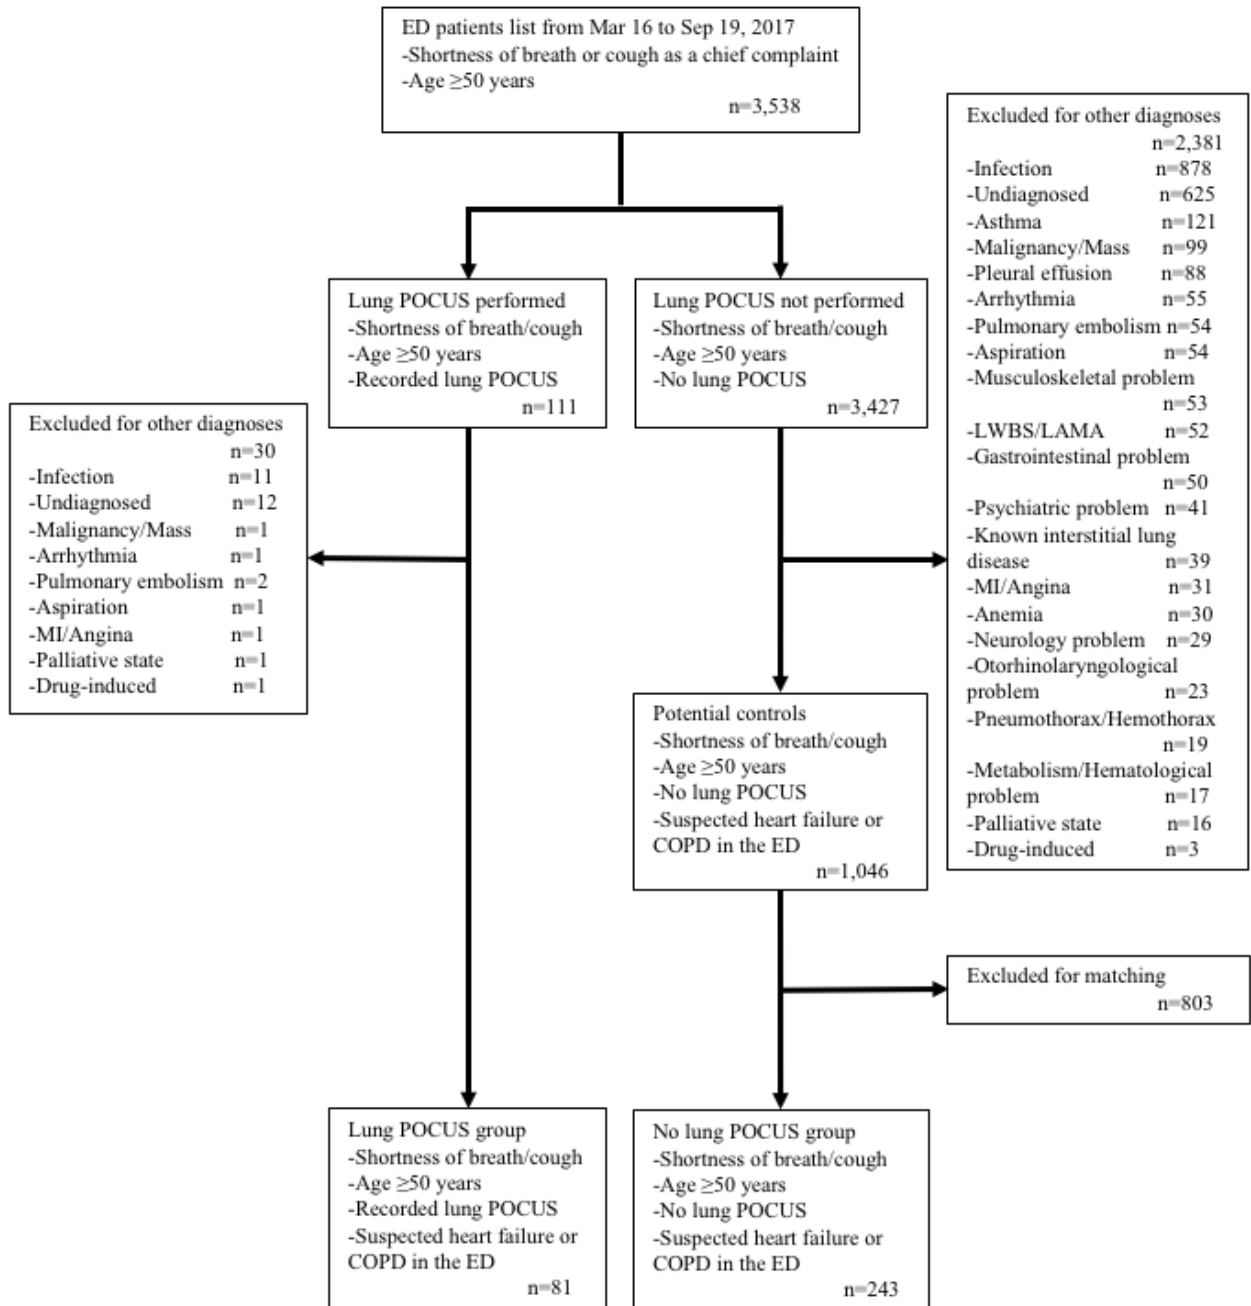 ED patients list from Mar 16 to Sep 19, 2017
-Shortness of breath or cough as a chief complaint
-Age ≥50 years
n=3,538
Lung POCUS performed
-Shortness of breath/cough
-Age ≥50 years
-Recorded lung POCUS
n=111
Lung POCUS not performed
-Shortness of breath/cough
-Age ≥50 years
-No lung POCUS
n=3,427
Excluded for other diagnoses
n=2,381
-Infection n=878
-Undiagnosed n=625
-Asthma n=121
-Malignancy/Mass n=99
-Pleural effusion n=88
-Arrhythmia n=55
-Pulmonary embolism n=54
-Aspiration n=54
-Musculoskeletal problem
n=53
-LWBS/LAMA n=52
-Gastrointestinal problem
n=50
-Psychiatric problem n=41
-Known interstitial lung
disease n=39
-MI/Angina n=31
-Anemia n=30
-Neurology problem n=29
-Otorhinolaryngological
problem n=23
-Pneumothorax/Hemothorax
n=19
-Metabolism/Hematological
problem n=17
-Palliative state n=16
-Drug-induced n=3
Excluded for other diagnoses
n=30
-Infection n=11
-Undiagnosed n=12
-Malignancy/Mass n=1
-Arrhythmia n=1
-Pulmonary embolism n=2
-Aspiration n=1
-MI/Angina n=1
-Palliative state n=1
-Drug-induced n=1
Potential controls
-Shortness of breath/cough
-Age ≥50 years
-No lung POCUS
-Suspected heart failure or
COPD in the ED
n=1,046
Excluded for matching
n=803
Lung POCUS group
-Shortness of breath/cough
-Age ≥50 years
-Recorded lung POCUS
-Suspected heart failure or
COPD in the ED
n=81
No lung POCUS group
-Shortness of breath/cough
-Age ≥50 years
-No lung POCUS
-Suspected heart failure or
COPD in the ED
n=243